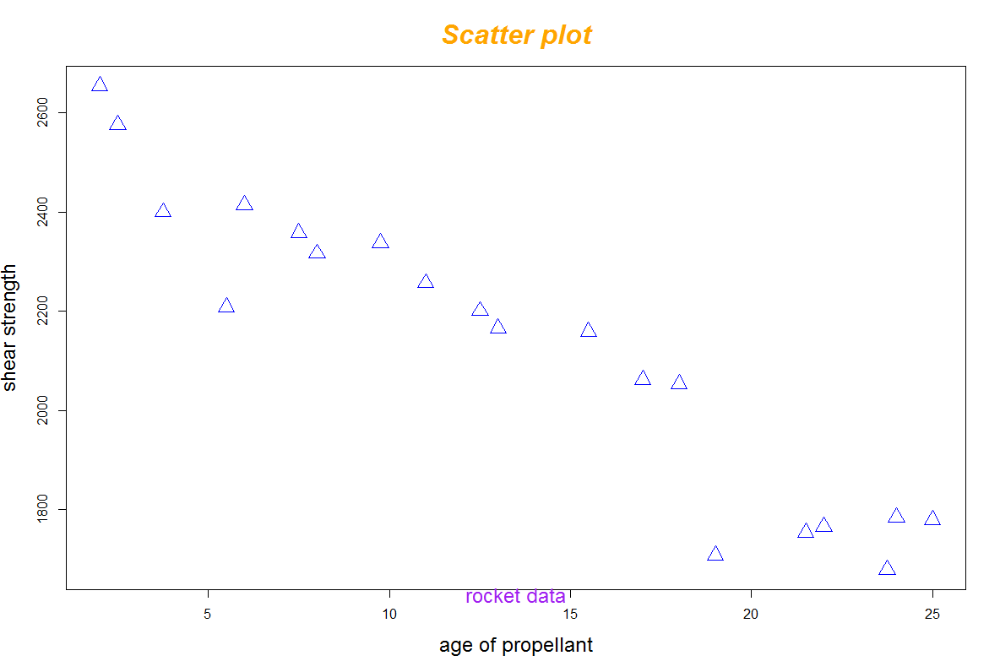 Scatter plot
shear strength
2600
2400
2200
2000
1800
rocket data
5 10 15 20 25
age of propellant